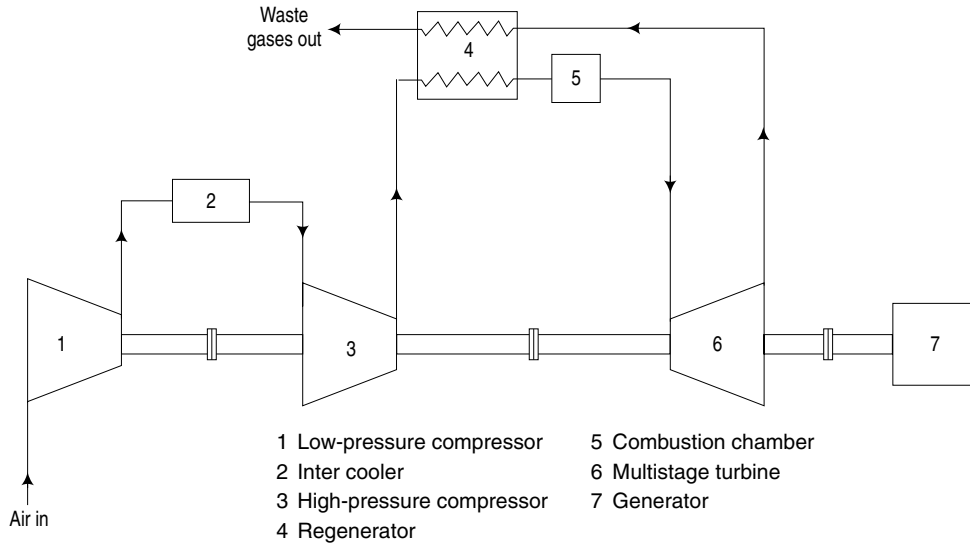 Waste
gases out
4
5
2
1
3
6
7
1 Low-pressure compressor
2 Inter cooler
3 High-pressure compressor
4 Regenerator
5 Combustion chamber
6 Multistage turbine
7 Generator
Air in